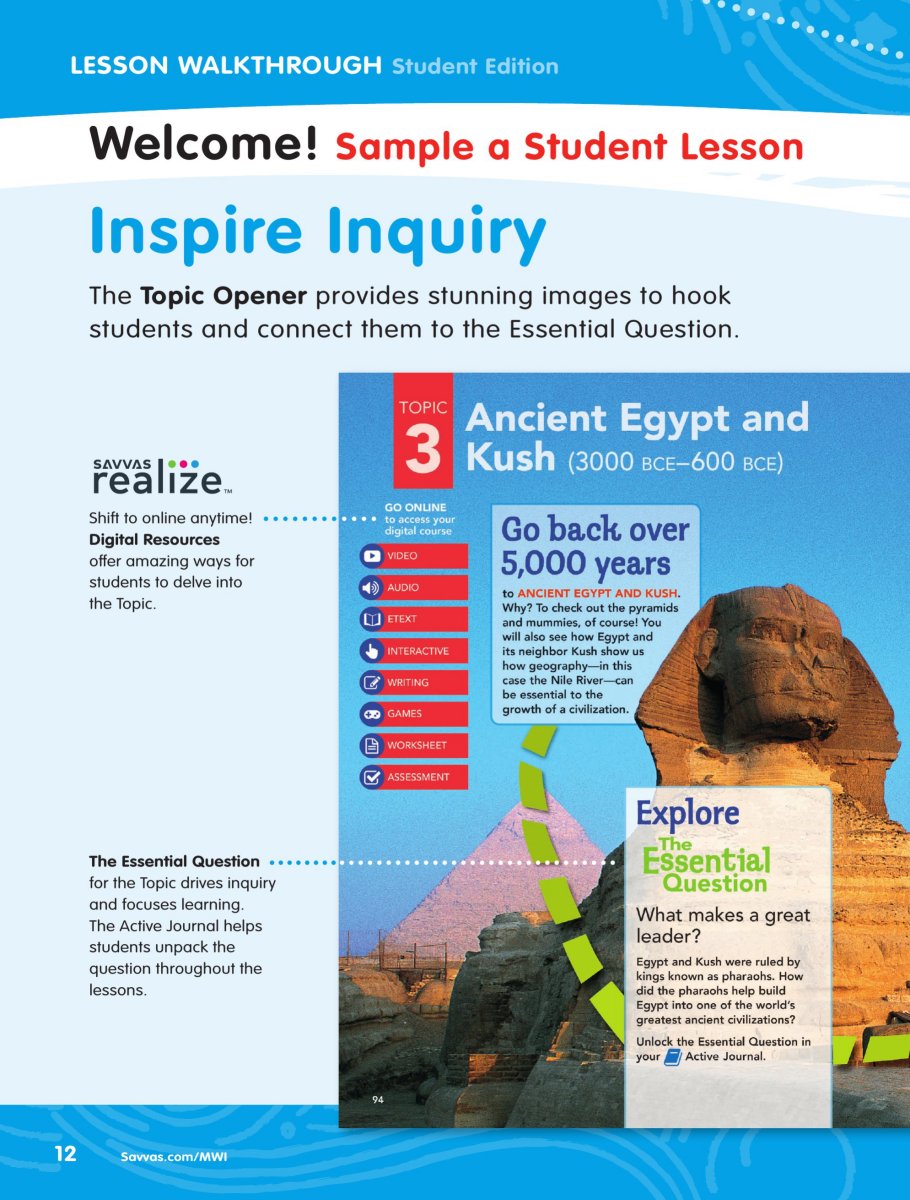 LESSON WALKTHROUGH Student Edition
Welcome! Sample a Student Lesson
Inspire Inquiry
The Topic Opener provides stunning images to hook
students and connect them to the Essential Question.
SAVVAS
realize™
Shift to online anytime!
Digital Resources
offer amazing ways for
students to delve into
the Topic.
The Essential Question
for the Topic drives inquiry
and focuses learning.
The Active Journal helps
students unpack the
question throughout the
lessons.
TOPIC
3
Ancient Egypt and
Kush (3000 BCE–600 BCE)
GO ONLINE
to access your
digital course
VIDEO
AUDIO
ETEXT
INTERACTIVE
WRITING
GAMES
WORKSHEET
ASSESSMENT
Go back over
5,000 years
to ANCIENT EGYPT AND KUSH.
Why? To check out the pyramids
and mummies, of course! You
will also see how Egypt and
its neighbor Kush show us
how geography—in this
case the Nile River—can
be essential to the
growth of a civilization.
Explore
The
Essential
Question
What makes a great
leader?
Egypt and Kush were ruled by
kings known as pharaohs. How
did the pharaohs help build
Egypt into one of the world's
greatest ancient civilizations?
Unlock the Essential Question in
your Active Journal.
94
12 Savvas.com/MWI